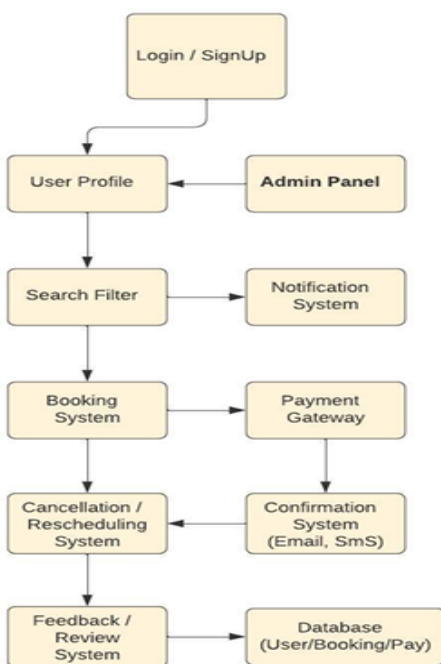 Login / SignUp
User Profile
Admin Panel
Search Filter
Notification
System
Booking
System
Payment
Gateway
Cancellation /
Rescheduling
System
Confirmation
System
(Email, SmS)
Feedback /
Review
System
Database
(User/Booking/Pay)